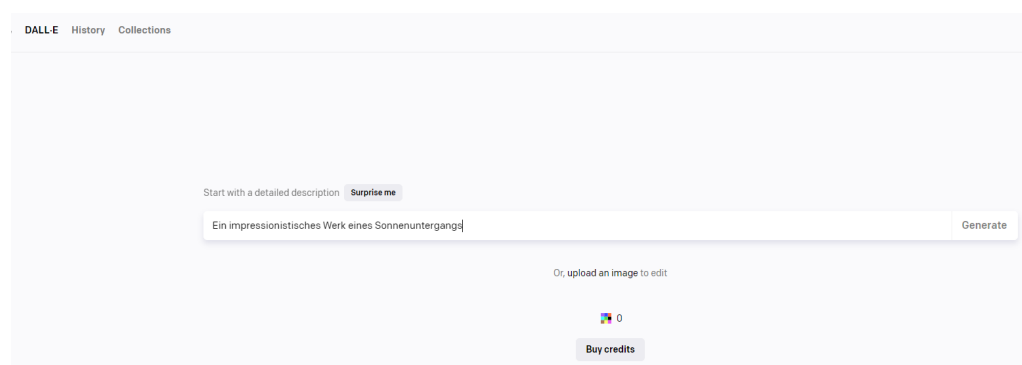 DALL·E History Collections
Start with a detailed description Surprise me
Ein impressionistisches Werk eines Sonnenuntergangs Generate
Or, upload an image to edit
0
Buy credits